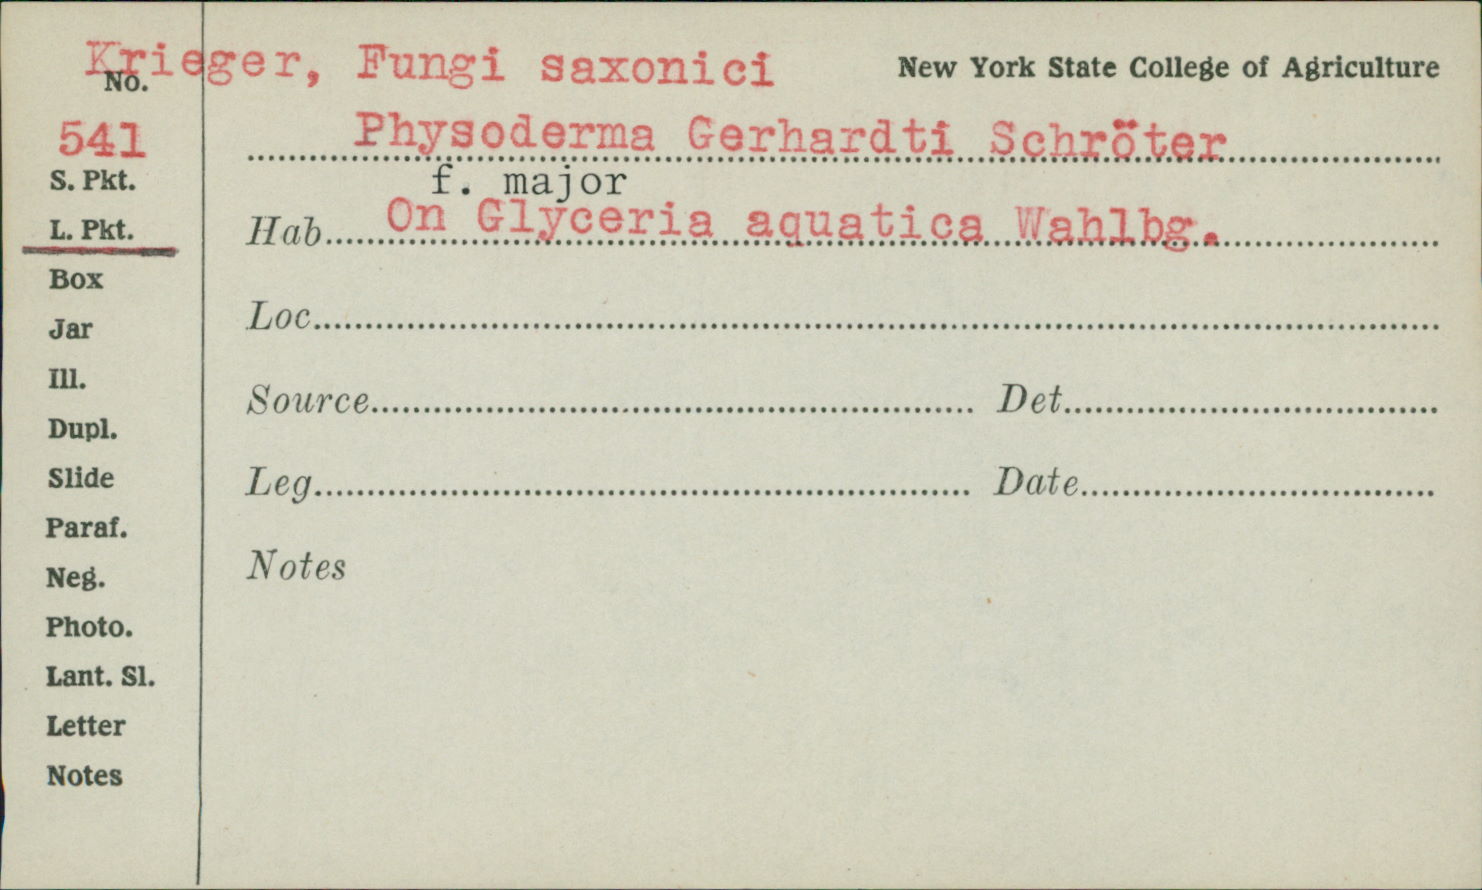 Krieger, Fungi saxonici
New York State College of Agriculture
No.
541
Physoderma Gerhardti Schröter
f. major
S. Pkt.
L. Pkt.
Hab. On Glyceria aquatica Wahlbg.
Box
Jar
Loc.
Ill.
Source Det.
Dupl.
Slide
Leg. Date
Paraf.
Neg.
Notes
Photo.
Lant. Sl.
Letter
Notes